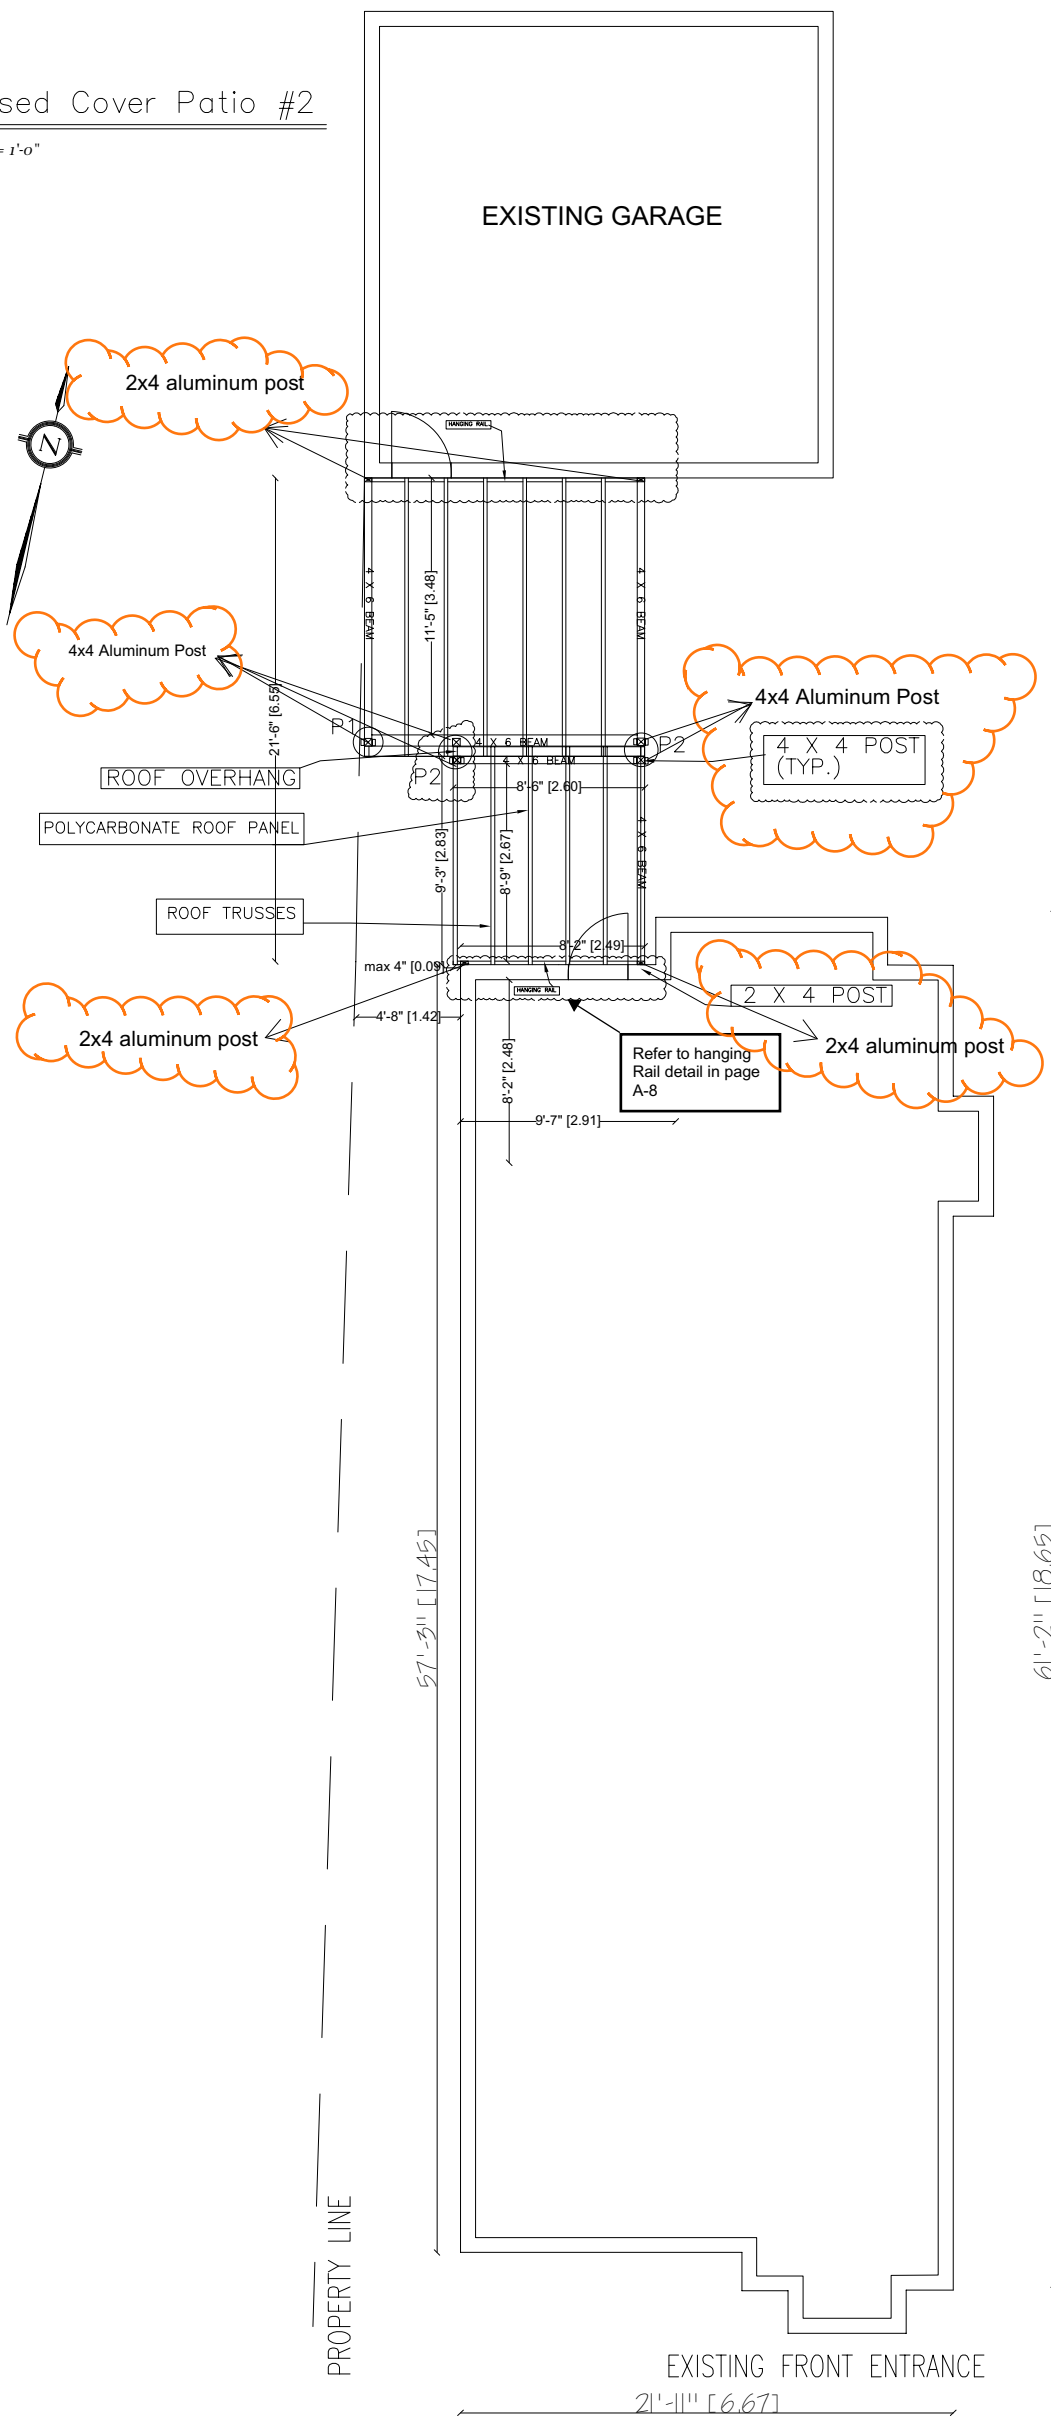 sed Cover Patio #2
= 1'-0"
EXISTING GARAGE
2x4 aluminum post
N
HANGING RAIL
4 X 6 BEAM
11'-5" [3.48]
4 X 6 BEAM
4x4 Aluminum Post
21'-6" [6.55]
4x4 Aluminum Post
P1
P2
4 X 6 BEAM
4 X 4 POST
(TYP.)
4 X 6 BEAM
ROOF OVERHANG
P2
8'-6" [2.60]
POLYCARBONATE ROOF PANEL
9'-3" [2.83]
8'-9" [2.67]
4 X 6 BEAM
ROOF TRUSSES
8'-2" [2.49]
max 4" [0.09]
HANGING RAIL
2 X 4 POST
4'-8" [1.42]
2x4 aluminum post
2x4 aluminum post
Refer to hanging
Rail detail in page
A-8
8'-2" [2.48]
9'-7" [2.91]
57'-3" [17.45]
61'-2" [18.65]
PROPERTY LINE
EXISTING FRONT ENTRANCE
21'-11" [6.67]